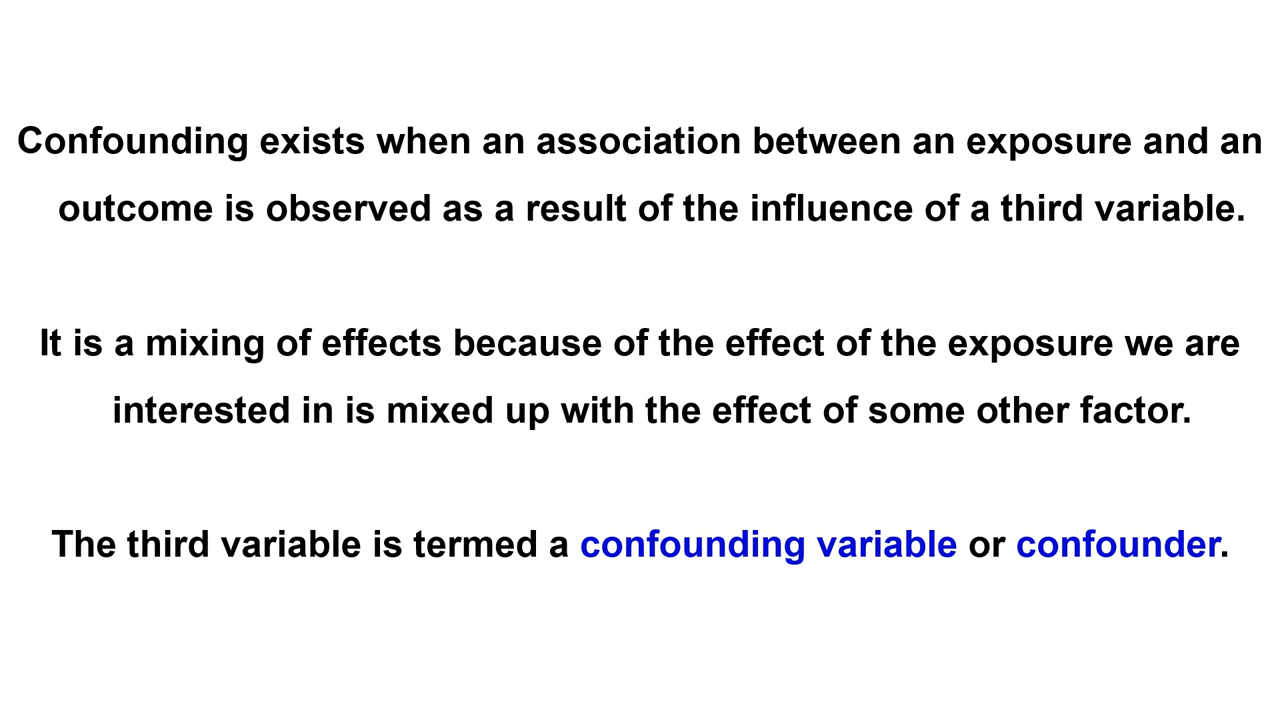 Confounding exists when an association between an exposure and an
outcome is observed as a result of the influence of a third variable.
It is a mixing of effects because of the effect of the exposure we are
interested in is mixed up with the effect of some other factor.
The third variable is termed a confounding variable or confounder.